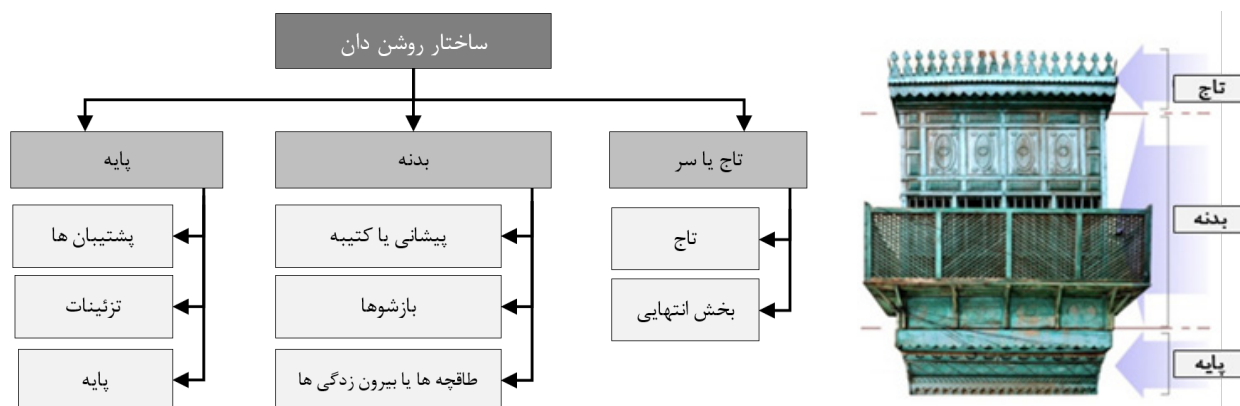 ساختار روشن دان
تاج یا سر
بدنه
پایه
تاج
بخش انتهایی
پیشانی یا کتیبه
بازشوها
طاقچه ها یا بیرون زدگی ها
پشتیبان ها
تزئینات
پایه
تاج
بدنه
پایه